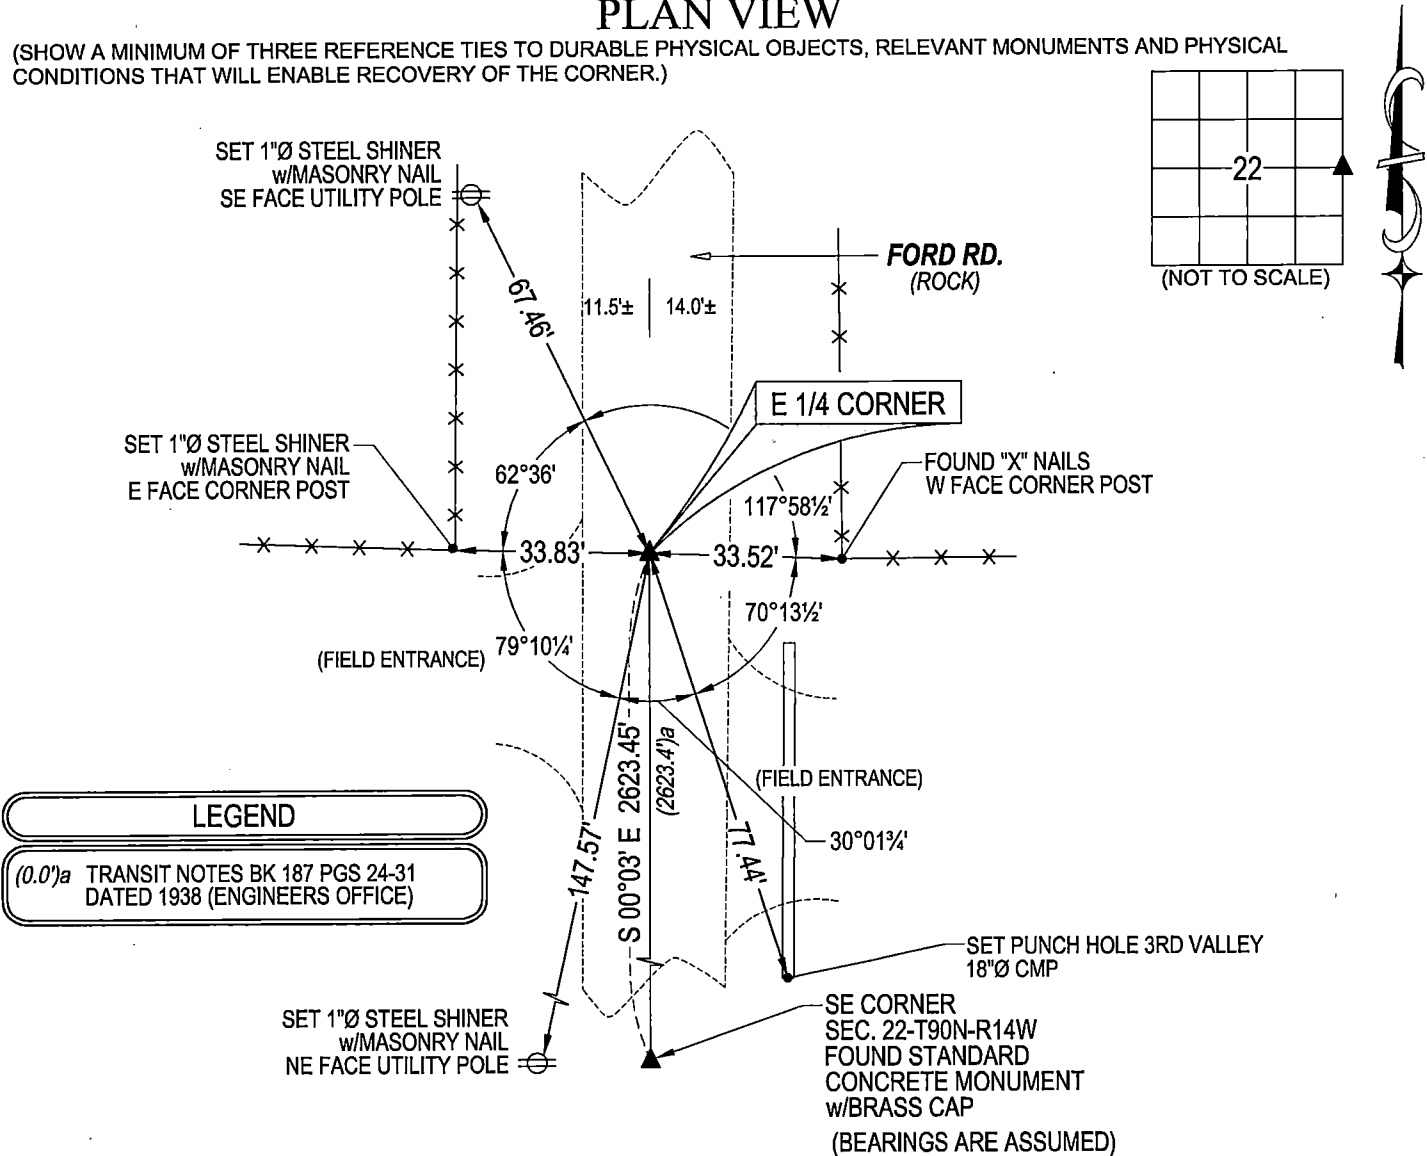 PLAN VIEW
(SHOW A MINIMUM OF THREE REFERENCE TIES TO DURABLE PHYSICAL OBJECTS, RELEVANT MONUMENTS AND PHYSICAL
CONDITIONS THAT WILL ENABLE RECOVERY OF THE CORNER.)
22
(NOT TO SCALE)
SET 1"Ø STEEL SHINER
w/MASONRY NAIL
SE FACE UTILITY POLE
FORD RD.
(ROCK)
67.46'
11.5'±
14.0'±
E 1/4 CORNER
SET 1"Ø STEEL SHINER
w/MASONRY NAIL
E FACE CORNER POST
62°36'
117°58½'
FOUND "X" NAILS
W FACE CORNER POST
33.83'
33.52'
79°10¼'
70°13½'
(FIELD ENTRANCE)
S 00°03' E 2623.45'
(2623.4')a
(FIELD ENTRANCE)
30°01¾'
147.57'
77.44'
LEGEND
(0.0')a TRANSIT NOTES BK 187 PGS 24-31
DATED 1938 (ENGINEERS OFFICE)
SET PUNCH HOLE 3RD VALLEY
18"Ø CMP
SET 1"Ø STEEL SHINER
w/MASONRY NAIL
NE FACE UTILITY POLE
SE CORNER
SEC. 22-T90N-R14W
FOUND STANDARD
CONCRETE MONUMENT
w/BRASS CAP
(BEARINGS ARE ASSUMED)